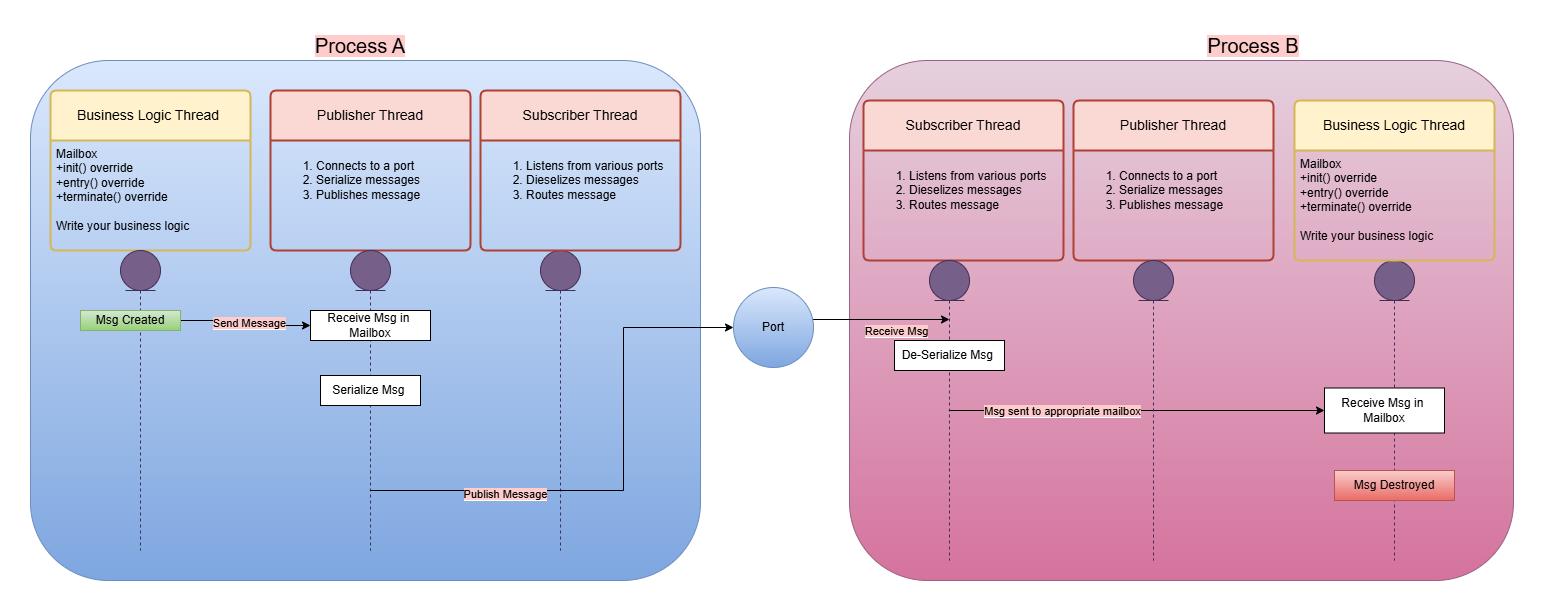 Process A
Business Logic Thread
Mailbox
+init() override
+entry() override
+terminate() override
Write your business logic
Publisher Thread
1. Connects to a port
2. Serialize messages
3. Publishes message
Subscriber Thread
1. Listens from various ports
2. Dieselizes messages
3. Routes message
Msg Created
Send Message
Receive Msg in
Mailbox
Serialize Msg
Publish Message
Port
Process B
Subscriber Thread
1. Listens from various ports
2. Dieselizes messages
3. Routes message
Publisher Thread
1. Connects to a port
2. Serialize messages
3. Publishes message
Business Logic Thread
Mailbox
+init() override
+entry() override
+terminate() override
Write your business logic
Receive Msg
De-Serialize Msg
Msg sent to appropriate mailbox
Receive Msg in
Mailbox
Msg Destroyed